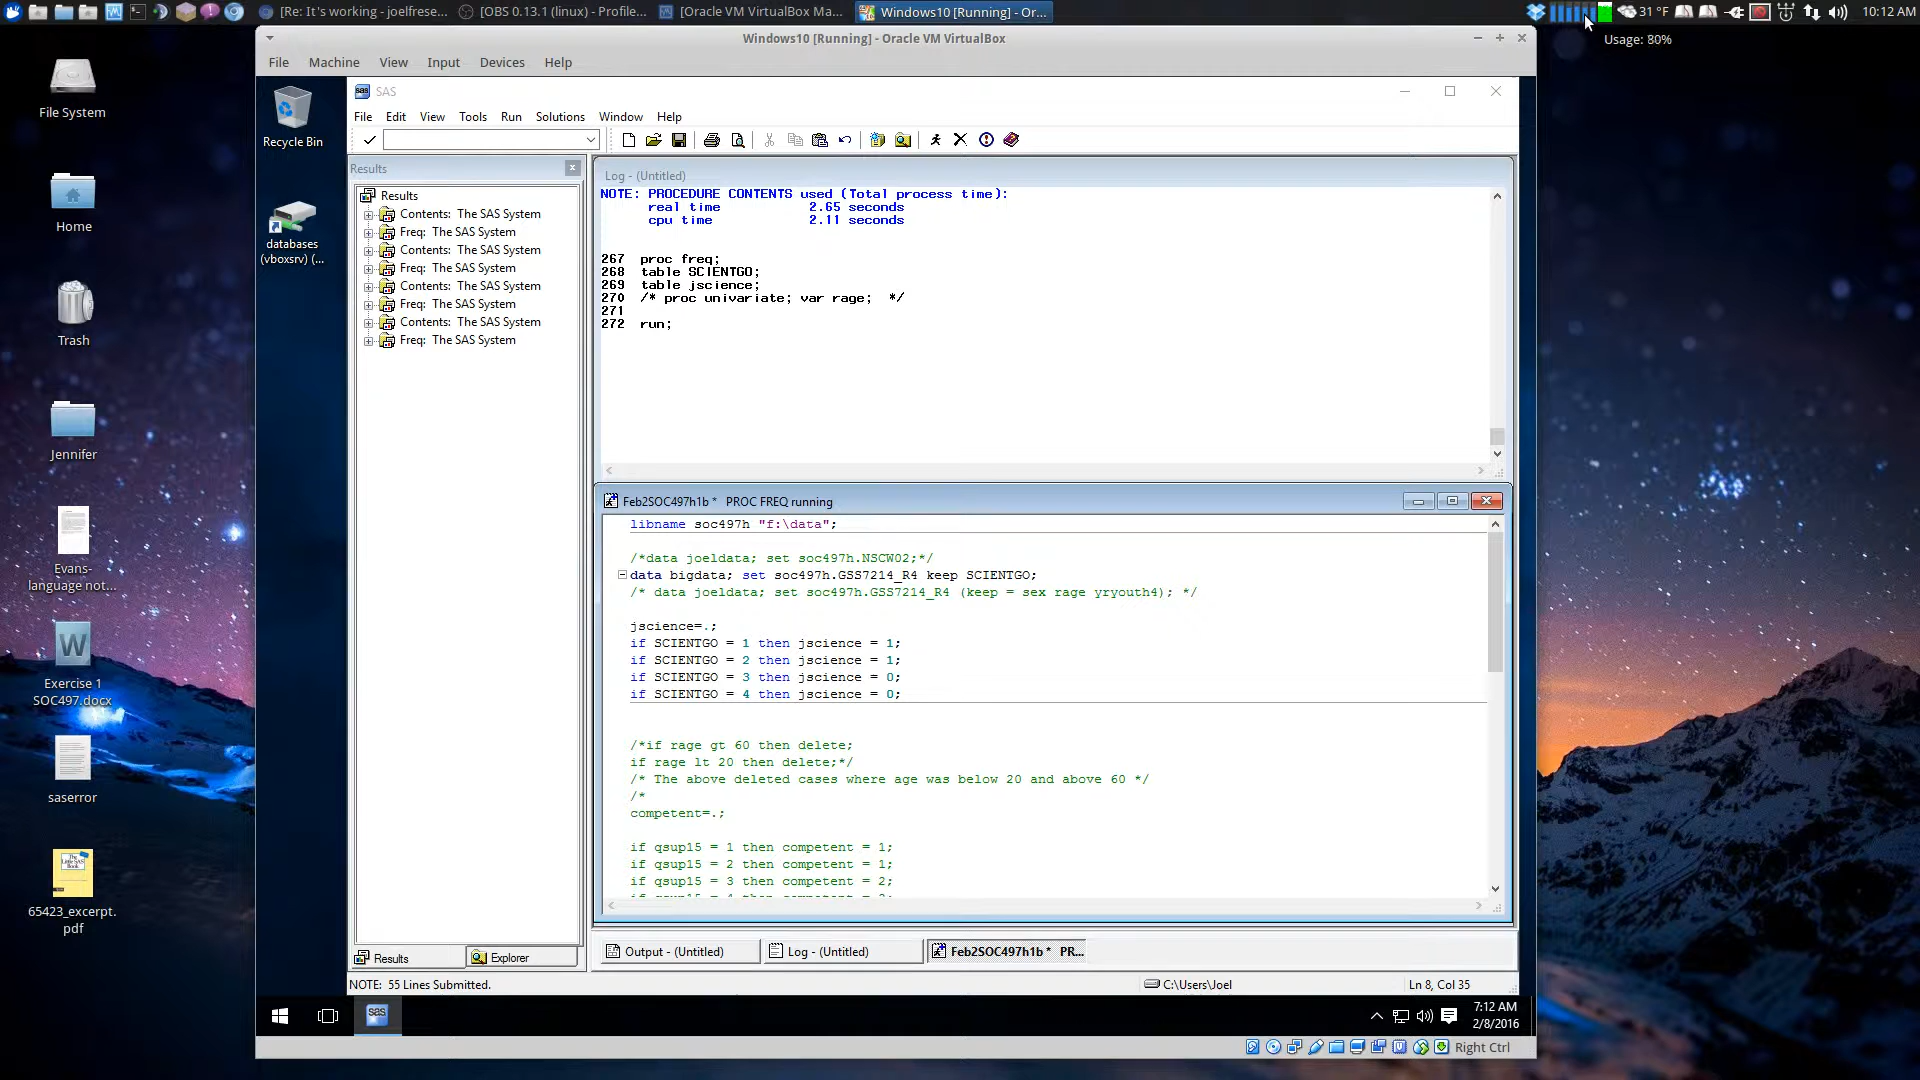 [Re: It's working - joelfrese...
[OBS 0.13.1 (linux) - Profile...
[Oracle VM VirtualBox Ma...
Windows10 [Running] - Or...
31 °F
10:12 AM
Usage: 80%
Windows10 [Running] - Oracle VM VirtualBox
File Machine View Input Devices Help
File System
Home
Trash
Jennifer
Evans-
language not...
Exercise 1
SOC497.docx
saserror
65423_excerpt.
pdf
Recycle Bin
databases
(vboxsrv) (...
SAS
File Edit View Tools Run Solutions Window Help
Results
Results
Contents: The SAS System
Freq: The SAS System
Contents: The SAS System
Freq: The SAS System
Contents: The SAS System
Freq: The SAS System
Contents: The SAS System
Freq: The SAS System
Results
Explorer
Log - (Untitled)
NOTE: PROCEDURE CONTENTS used (Total process time):
real time 2.65 seconds
cpu time 2.11 seconds
267 proc freq;
268 table SCIENTGO;
269 table jscience;
270 /* proc univariate; var rage; */
271
272 run;
Feb2SOC497h1b * PROC FREQ running
libname soc497h "f:\data";
/*data joeldata; set soc497h.NSCW02;*/
data bigdata; set soc497h.GSS7214_R4 keep SCIENTGO;
/* data joeldata; set soc497h.GSS7214_R4 (keep = sex rage yryouth4); */
jscience=.;
if SCIENTGO = 1 then jscience = 1;
if SCIENTGO = 2 then jscience = 1;
if SCIENTGO = 3 then jscience = 0;
if SCIENTGO = 4 then jscience = 0;
/*if rage gt 60 then delete;
if rage lt 20 then delete;*/
/* The above deleted cases where age was below 20 and above 60 */
/*
competent=.;
if qsup15 = 1 then competent = 1;
if qsup15 = 2 then competent = 1;
if qsup15 = 3 then competent = 2;
Output - (Untitled)
Log - (Untitled)
Feb2SOC497h1b * PR...
NOTE: 55 Lines Submitted.
C:\Users\Joel
Ln 8, Col 35
7:12 AM
2/8/2016
Right Ctrl